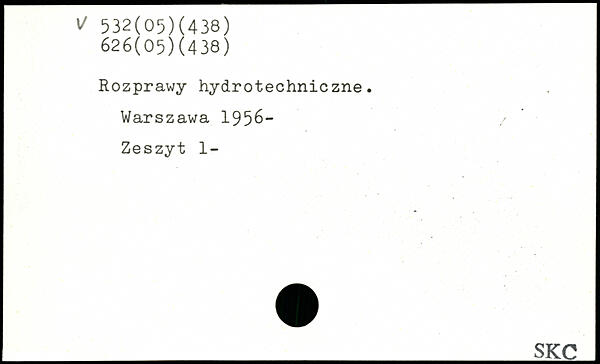 V 532(05)(438)
626(05)(438)
Rozprawy hydrotechniczne.
Warszawa 1956-
Zeszyt 1-
SKC